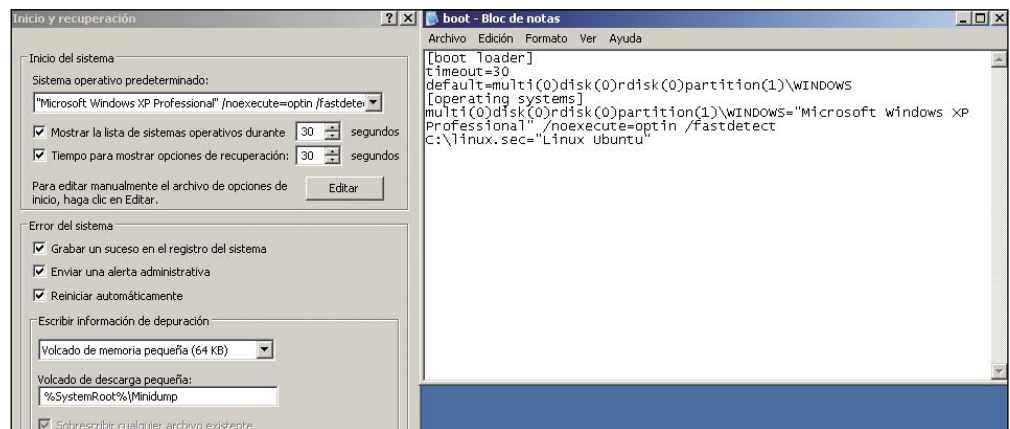 Inicio y recuperación
Inicio del sistema
Sistema operativo predeterminado:
"Microsoft Windows XP Professional" /noexecute=optin /fastdete
Mostrar la lista de sistemas operativos durante 30 segundos
Tiempo para mostrar opciones de recuperación: 30 segundos
Para editar manualmente el archivo de opciones de
inicio, haga clic en Editar.
Editar
Error del sistema
Grabar un suceso en el registro del sistema
Enviar una alerta administrativa
Reiniciar automáticamente
Escribir información de depuración
Volcado de memoria pequeña (64 KB)
Volcado de descarga pequeña:
%SystemRoot%\Minidump
Sobrescribir cualquier archivo existente
boot - Bloc de notas
Archivo Edición Formato Ver Ayuda
[boot loader]
timeout=30
default=multi(0)disk(0)rdisk(0)partition(1)\WINDOWS
[operating systems]
multi(0)disk(0)rdisk(0)partition(1)\WINDOWS="Microsoft Windows XP
Professional" /noexecute=optin /fastdetect
C:\linux.sec="Linux Ubuntu"